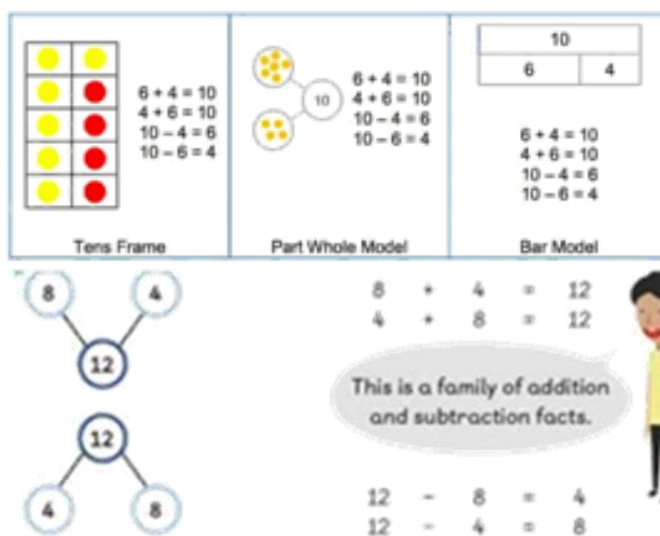 6 + 4 = 10
4 + 6 = 10
10 – 4 = 6
10 – 6 = 4
Tens Frame
10
6 + 4 = 10
4 + 6 = 10
10 – 4 = 6
10 – 6 = 4
Part Whole Model
10
6 4
6 + 4 = 10
4 + 6 = 10
10 – 4 = 6
10 – 6 = 4
Bar Model
8 4
12
12
4 8
8 + 4 = 12
4 + 8 = 12
This is a family of addition
and subtraction facts.
12 - 8 = 4
12 - 4 = 8